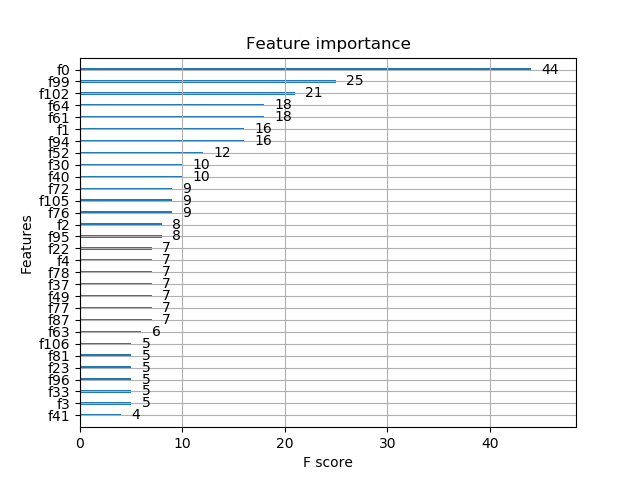 Feature importance
f0 44
f99 25
f102 21
f64 18
f61 18
f1 16
f94 16
f52 12
f30 10
f40 10
f72 9
f105 9
f76 9
f2 8
f95 8
f22 7
f4 7
f78 7
f37 7
f49 7
f77 7
f87 7
f63 6
f106 5
f81 5
f23 5
f96 5
f33 5
f3 5
f41 4
Features
0 10 20 30 40
F score